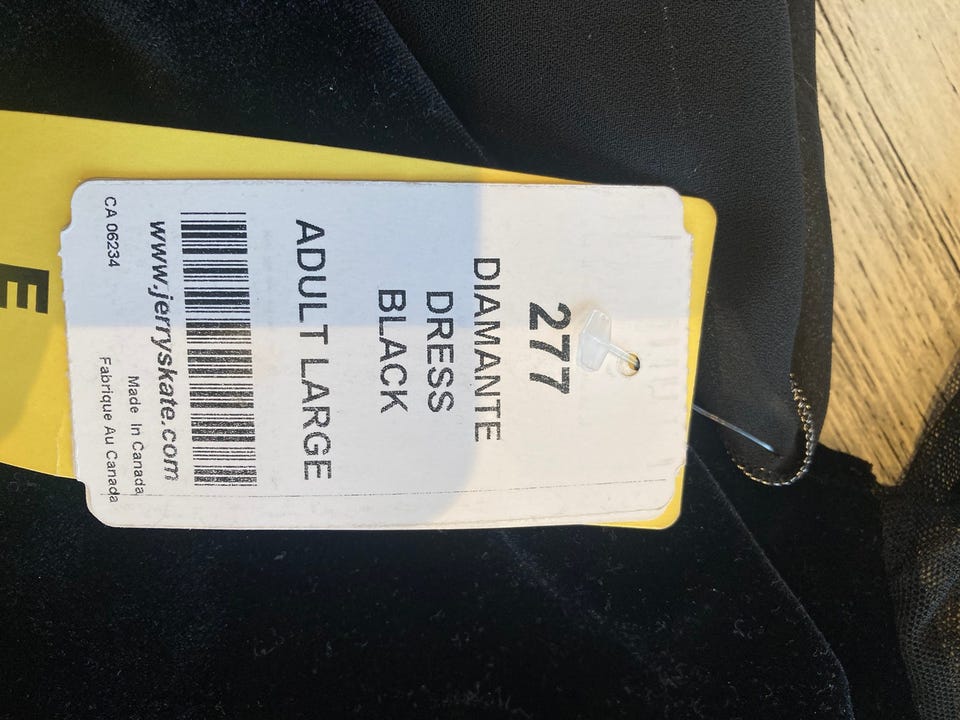 277
DIAMANTE
DRESS
BLACK
ADULT LARGE
www.jerryskate.com
CA 06234
Made In Canada
Fabrique Au Canada
E